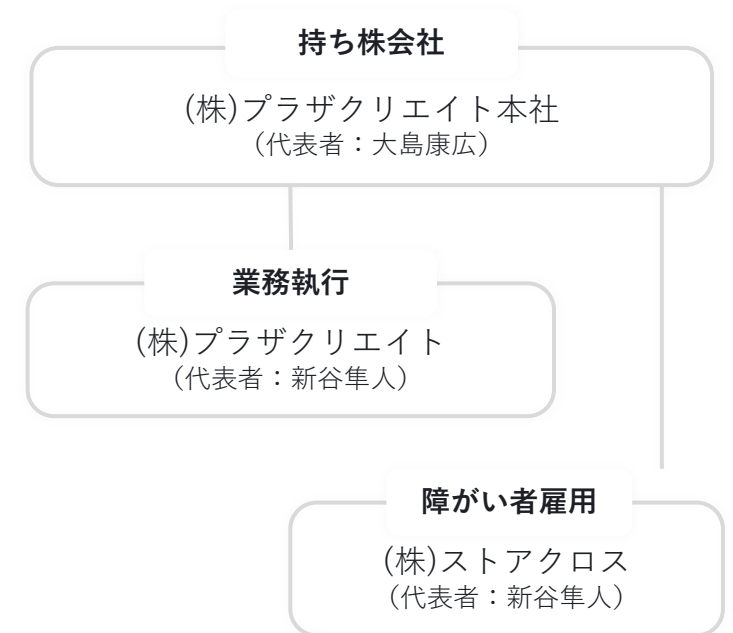 持ち株会社
(株)プラザクリエイト本社
（代表者：大島康広）
業務執行
(株)プラザクリエイト
（代表者：新谷隼人）
障がい者雇用
(株)ストアクロス
（代表者：新谷隼人）